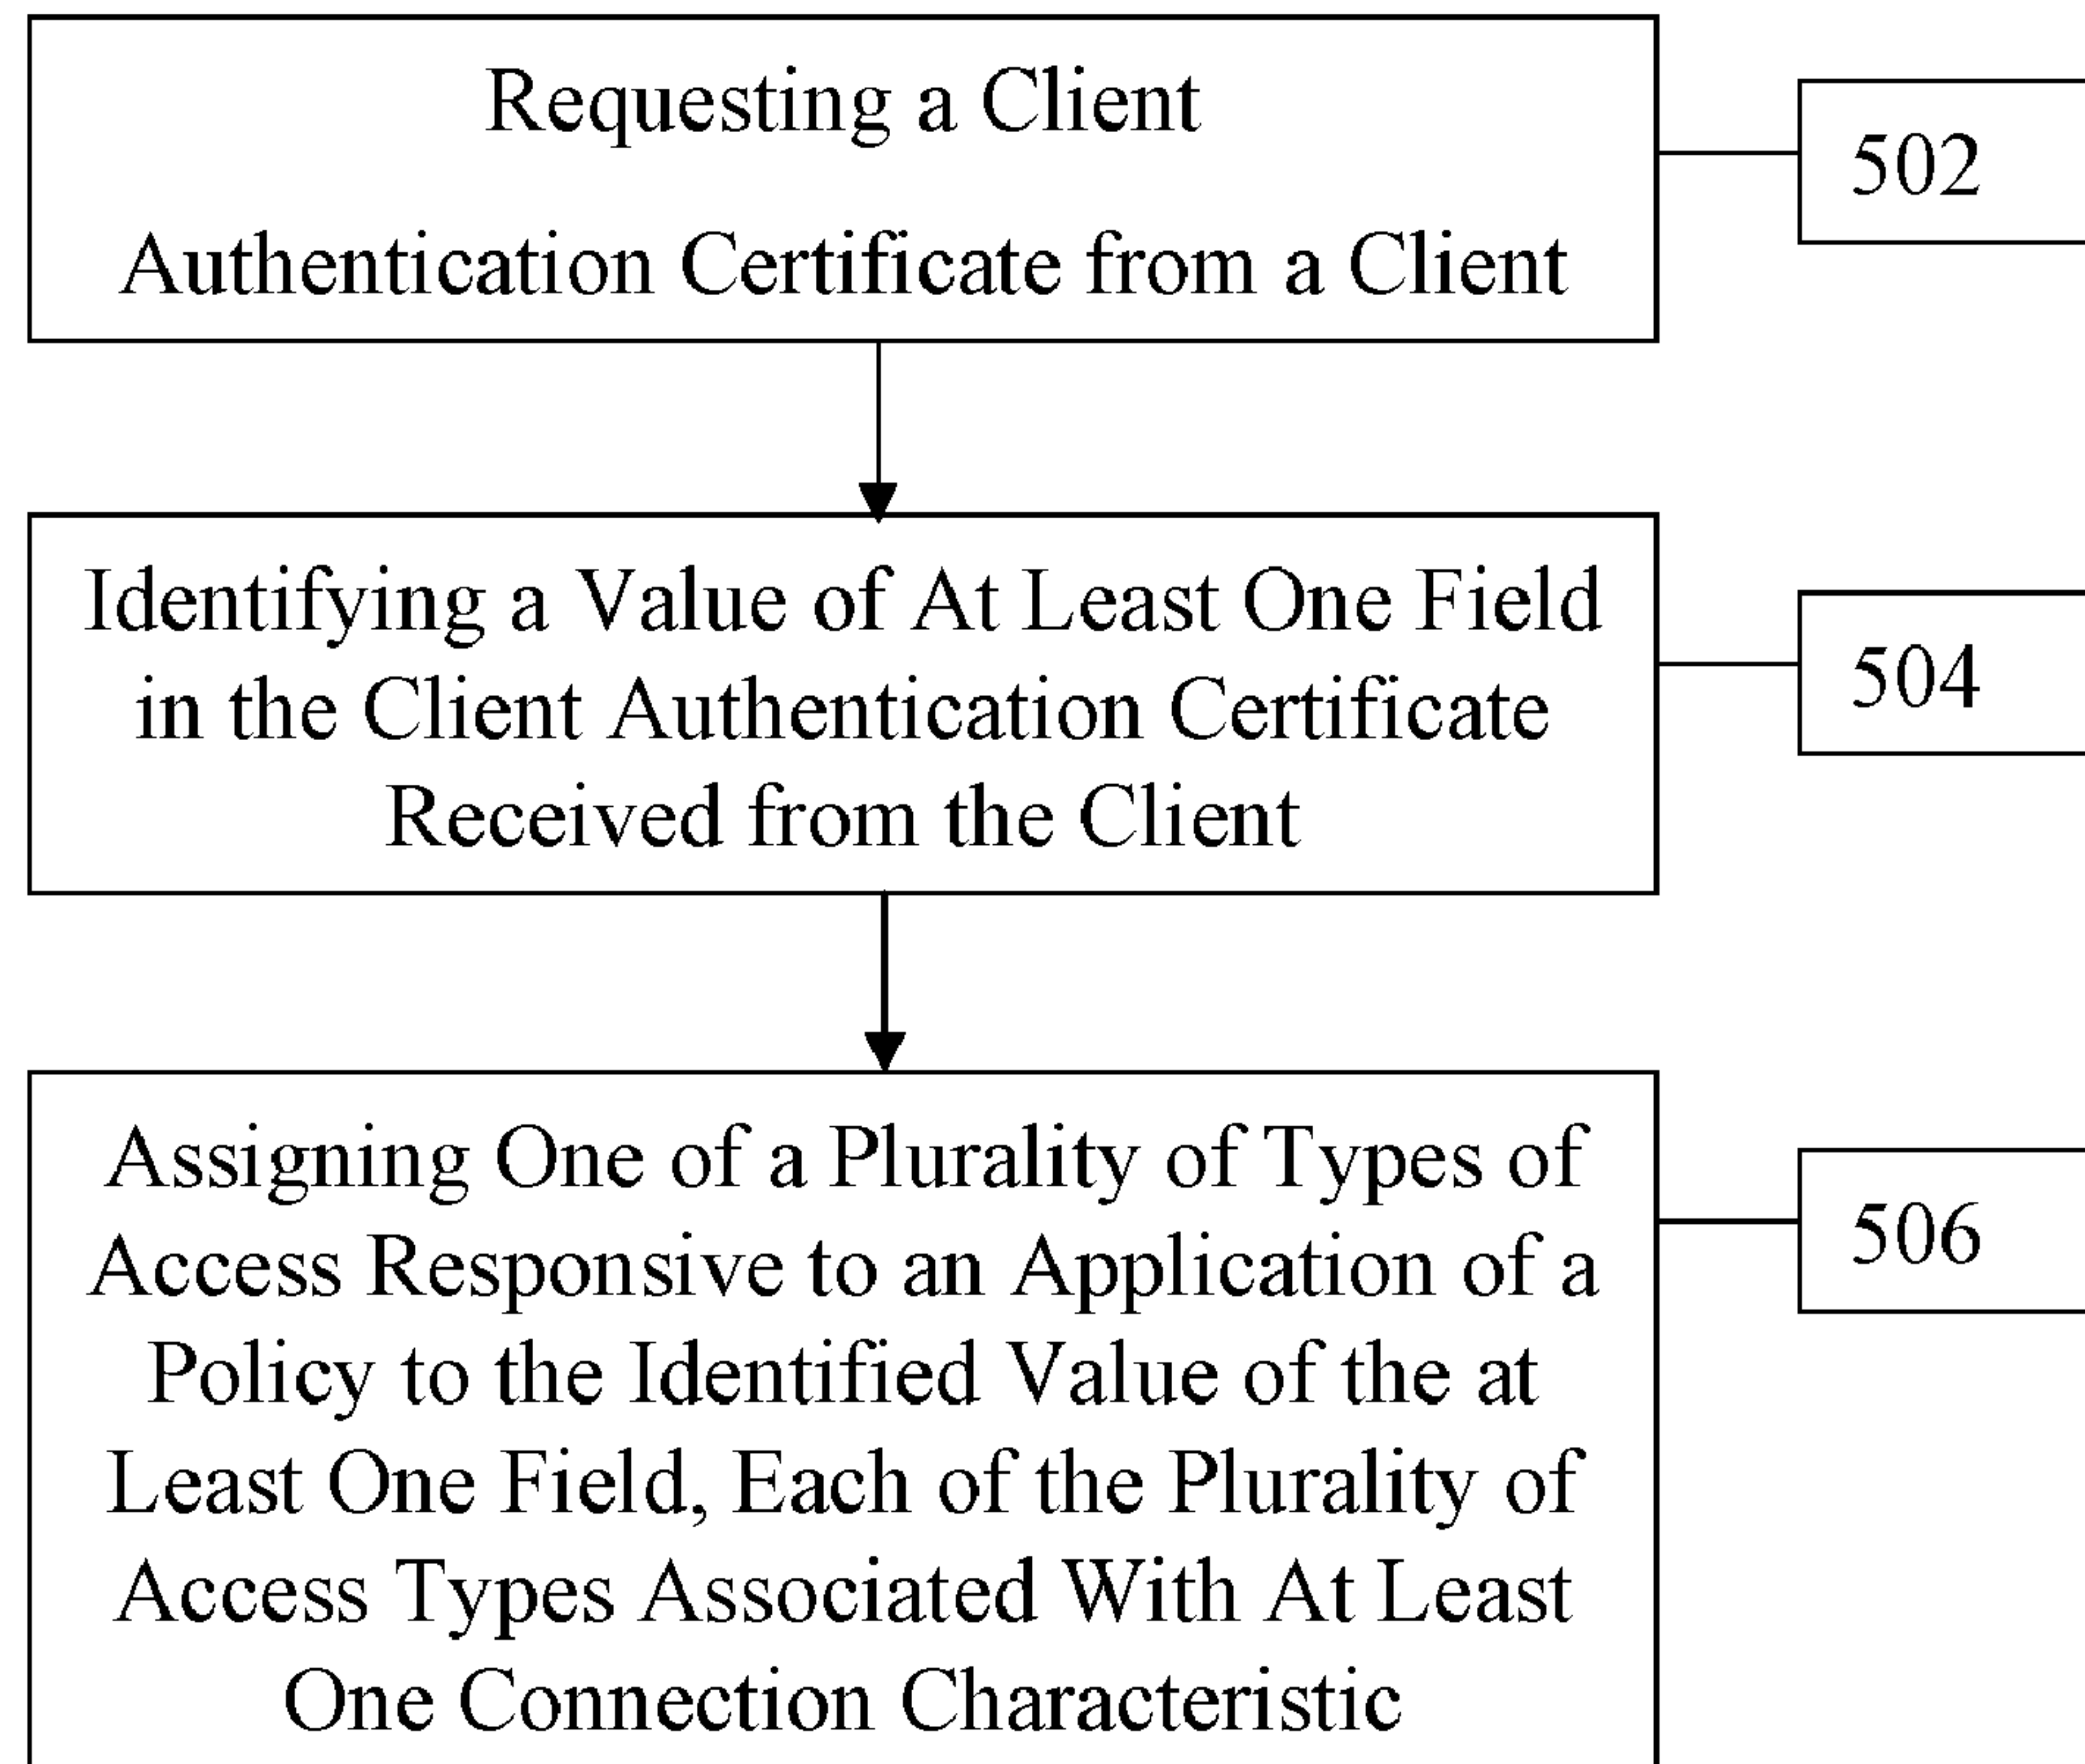 Requesting a Client
Authentication Certificate from a Client
502
Identifying a Value of At Least One Field
in the Client Authentication Certificate
Received from the Client
504
Assigning One of a Plurality of Types of
Access Responsive to an Application of a
Policy to the Identified Value of the at
Least One Field, Each of the Plurality of
Access Types Associated With At Least
One Connection Characteristic
506